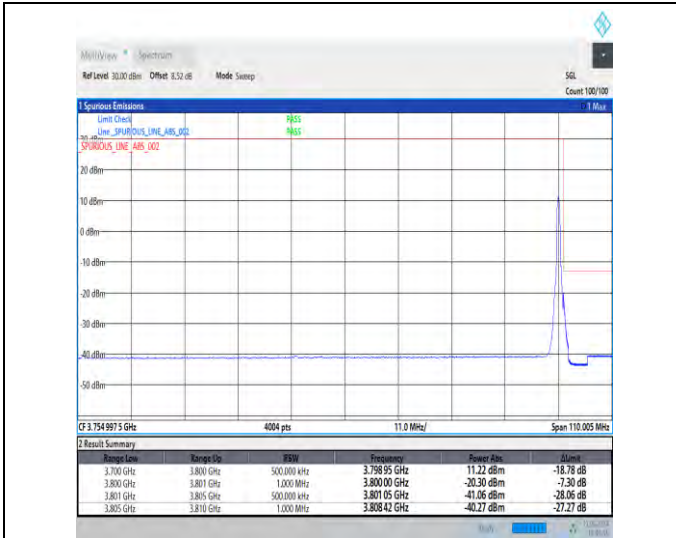 MultiView Spectrum
Ref Level 30.00 dBm Offset 8.52 dB Mode Sweep SGL
Count 100/100
1 Spurious Emissions 1 Max
Limit Check PASS
Line _SPURIOUS_LINE_ABS_002 PASS
_SPURIOUS_LINE_ABS_002
20 dBm
10 dBm
0 dBm
-10 dBm
-20 dBm
-30 dBm
-40 dBm
-50 dBm
CF 3.754 997 5 GHz 4004 pts 11.0 MHz/ Span 110.005 MHz
2 Result Summary
Range Low Range Up RBW Frequency Power Abs ΔLimit
3.700 GHz 3.800 GHz 500.000 kHz 3.798 95 GHz 11.22 dBm -18.78 dB
3.800 GHz 3.801 GHz 1.000 MHz 3.800 00 GHz -20.30 dBm -7.30 dB
3.801 GHz 3.805 GHz 500.000 kHz 3.801 05 GHz -41.06 dBm -28.06 dB
3.805 GHz 3.810 GHz 1.000 MHz 3.808 42 GHz -40.27 dBm -27.27 dB